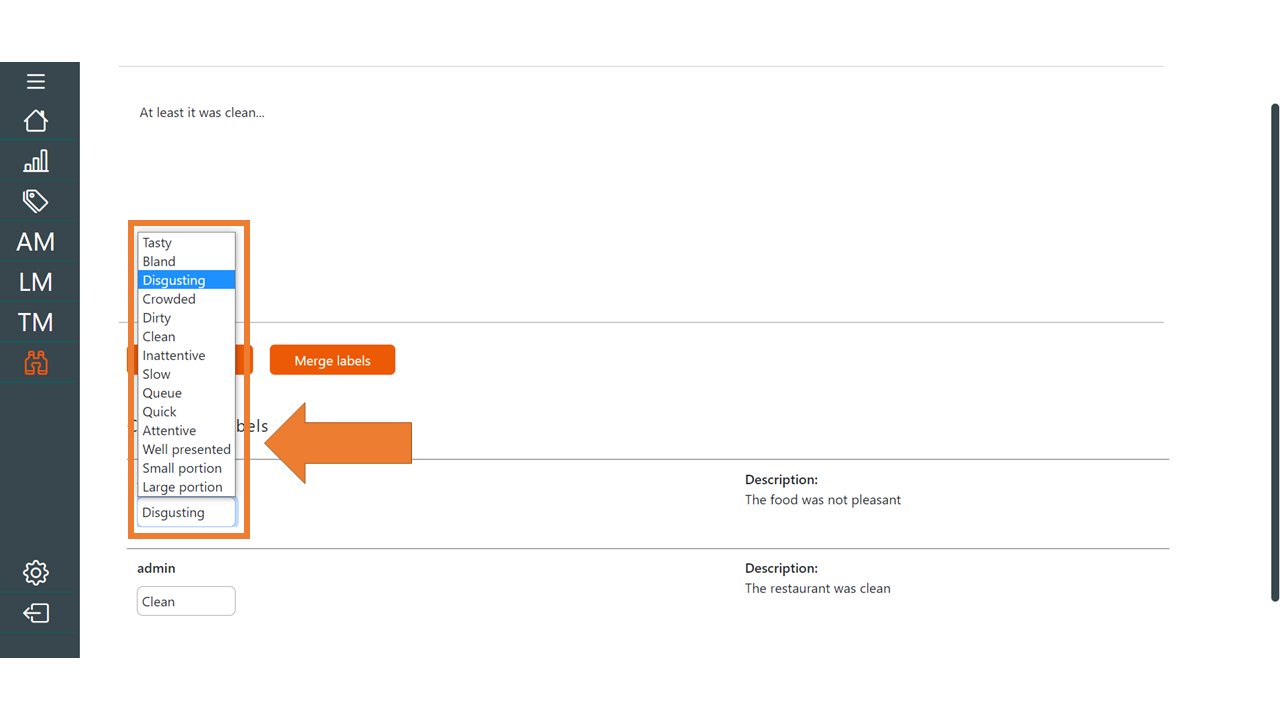 At least it was clean...
AM
LM
TM
Tasty
Bland
Disgusting
Crowded
Dirty
Clean
Inattentive
Slow
Queue
Quick
Attentive
Well presented
Small portion
Large portion
Disgusting
Merge labels
Description:
The food was not pleasant
admin
Clean
Description:
The restaurant was clean